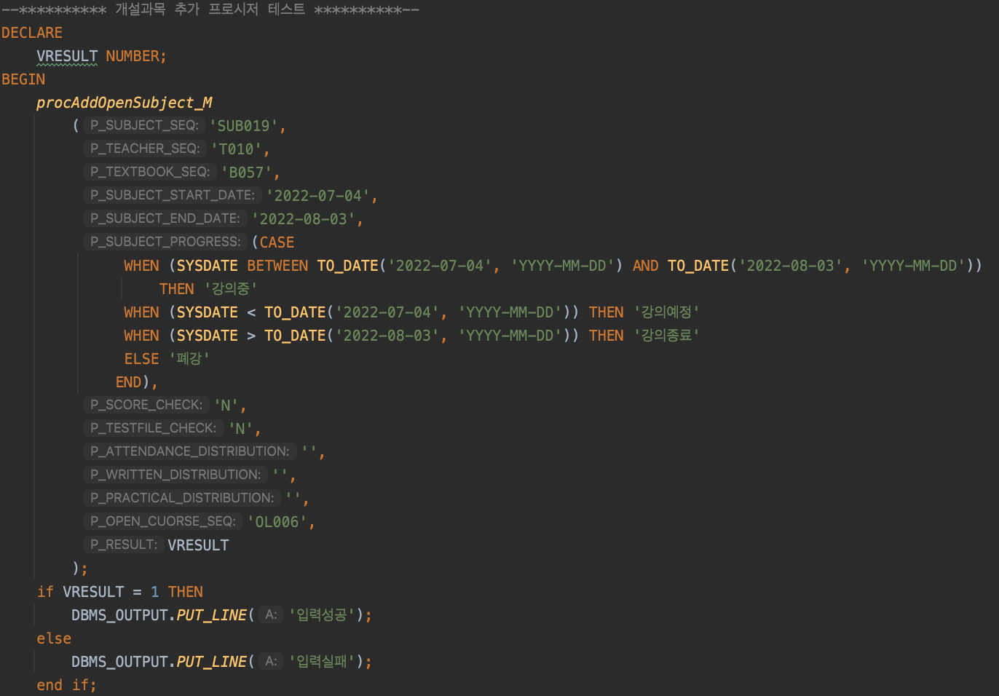 --********** 개설과목 추가 프로시저 테스트 **********--
DECLARE
VRESULT NUMBER;
BEGIN
procAddOpenSubject_M
( P_SUBJECT_SEQ: 'SUB019',
P_TEACHER_SEQ: 'T010',
P_TEXTBOOK_SEQ: 'B057',
P_SUBJECT_START_DATE: '2022-07-04',
P_SUBJECT_END_DATE: '2022-08-03',
P_SUBJECT_PROGRESS: (CASE
WHEN (SYSDATE BETWEEN TO_DATE('2022-07-04', 'YYYY-MM-DD') AND TO_DATE('2022-08-03', 'YYYY-MM-DD'))
THEN '강의중'
WHEN (SYSDATE < TO_DATE('2022-07-04', 'YYYY-MM-DD')) THEN '강의예정'
WHEN (SYSDATE > TO_DATE('2022-08-03', 'YYYY-MM-DD')) THEN '강의종료'
ELSE '폐강'
END),
P_SCORE_CHECK: 'N',
P_TESTFILE_CHECK: 'N',
P_ATTENDANCE_DISTRIBUTION: '',
P_WRITTEN_DISTRIBUTION: '',
P_PRACTICAL_DISTRIBUTION: '',
P_OPEN_CUORSE_SEQ: 'OL006',
P_RESULT: VRESULT
);
if VRESULT = 1 THEN
DBMS_OUTPUT.PUT_LINE( A: '입력성공');
else
DBMS_OUTPUT.PUT_LINE( A: '입력실패');
end if;